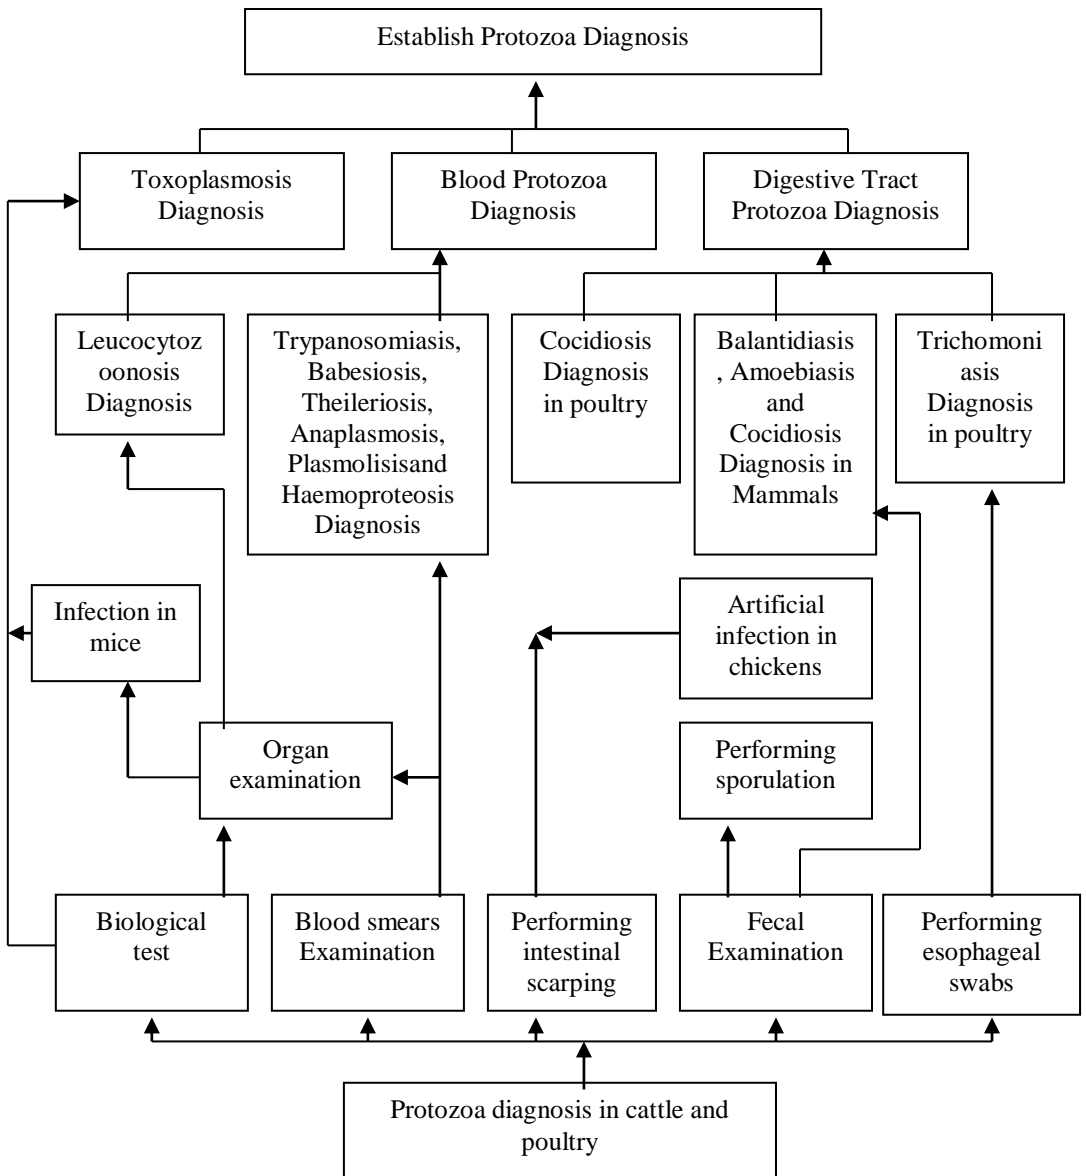 Establish Protozoa Diagnosis
Toxoplasmosis
Diagnosis
Blood Protozoa
Diagnosis
Digestive Tract
Protozoa Diagnosis
Leucocytoz
oonosis
Diagnosis
Trypanosomiasis,
Babesiosis,
Theileriosis,
Anaplasmosis,
Plasmolisisand
Haemoproteosis
Diagnosis
Cocidiosis
Diagnosis
in poultry
Balantidiasis
, Amoebiasis
and
Cocidiosis
Diagnosis in
Mammals
Trichomoni
asis
Diagnosis
in poultry
Infection in
mice
Artificial
infection in
chickens
Organ
examination
Performing
sporulation
Biological
test
Blood smears
Examination
Performing
intestinal
scarping
Fecal
Examination
Performing
esophageal
swabs
Protozoa diagnosis in cattle and
poultry